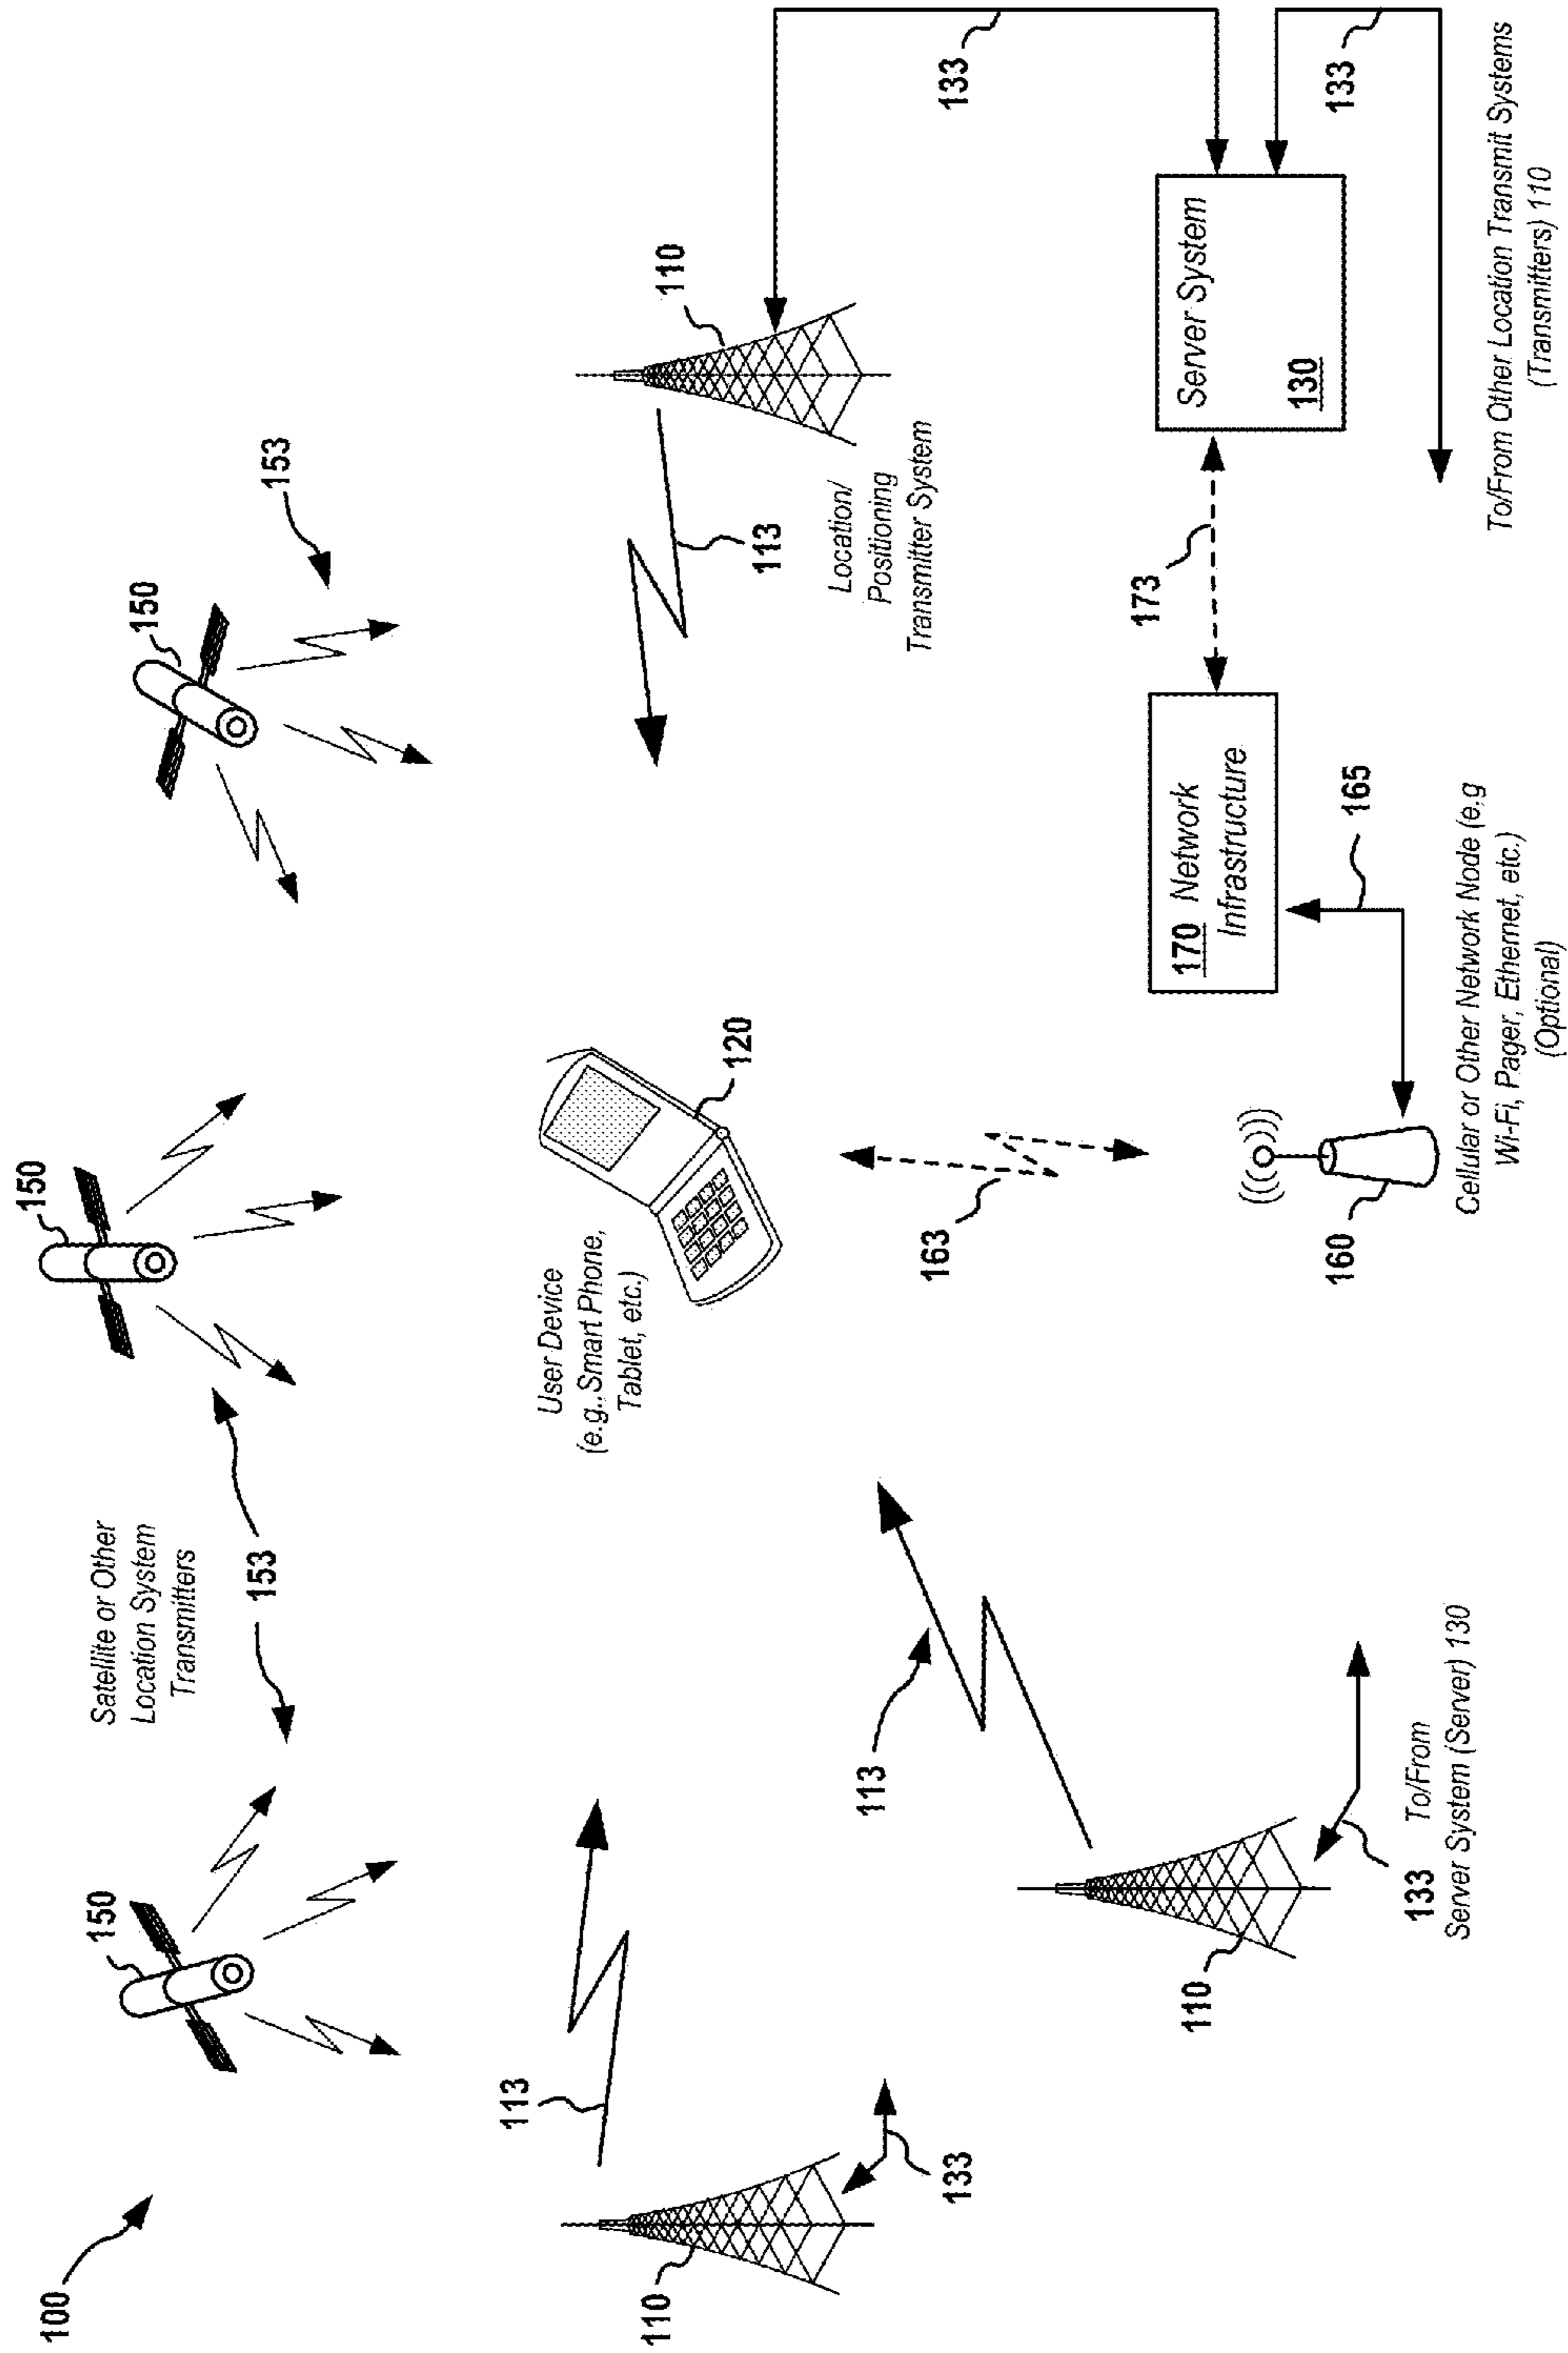 100
150
150
150
Satellite or Other
Location System
Transmitters
153
153
113
110
133
User Device
(e.g., Smart Phone,
Tablet, etc.)
120
110
113
Location/
Positioning
Transmitter System
133
113
110
133
To/From
Server System (Server) 130
163
160
Cellular or Other Network Node (e.g
Wi-Fi, Pager, Ethernet, etc.)
(Optional)
165
170 Network
Infrastructure
173
Server System
130
133
To/From Other Location Transmit Systems
(Transmitters) 110